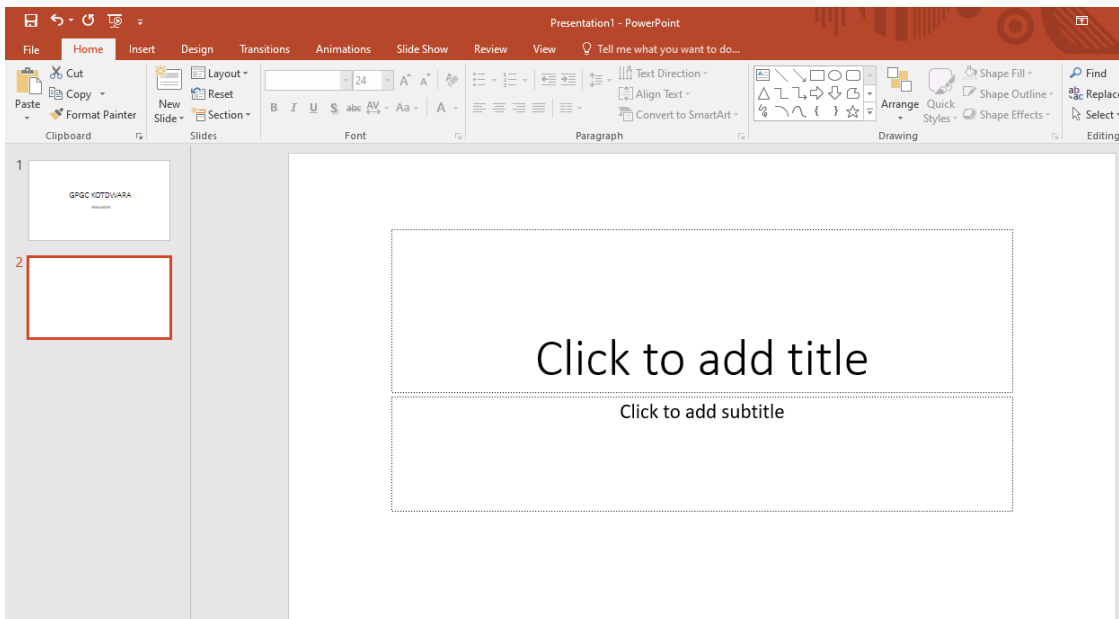 Presentation1 - PowerPoint
File Home Insert Design Transitions Animations Slide Show Review View Tell me what you want to do...
Paste
Cut
Copy
Format Painter
Clipboard
New Slide
Layout
Reset
Section
Slides
24
A A
B I U S abc AV Aa A
Font
Text Direction
Align Text
Convert to SmartArt
Paragraph
Arrange
Quick Styles
Shape Fill
Shape Outline
Shape Effects
Drawing
Find
Replace
Select
Editing
1
GPGC KOTDWARA
2
Click to add title
Click to add subtitle